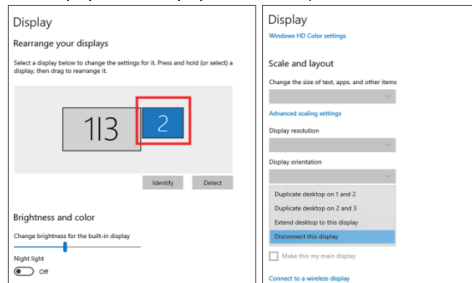 Display
Rearrange your displays
Select a display below to change the settings for it. Press and hold (or select) a
display, then drag to rearrange it.
1|3
2
Identify
Detect
Brightness and color
Change brightness for the built-in display
Night light
Off
Display
Windows HD Color settings
Scale and layout
Change the size of text, apps, and other items
Advanced scaling settings
Display resolution
Display orientation
Duplicate desktop on 1 and 2
Duplicate desktop on 2 and 3
Extend desktop to this display
Disconnect this display
Make this my main display
Connect to a wireless display